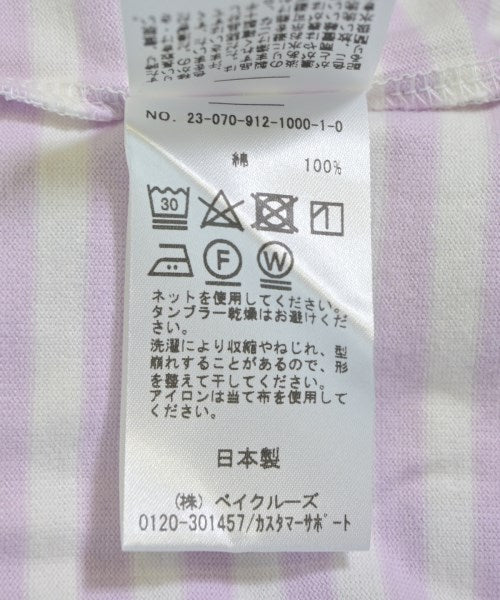 NO. 23-070-912-1000-1-0
綿 100%
30
F W
ネットを使用してください。
タンブラー乾燥はお避けくだ
さい。
洗濯により収縮やねじれ、型
崩れすることがあるので、形
を整えて干してください。
アイロンは当て布を使用して
ください。
日本製
(株) ベイクルーズ
0120-301457/カスタマーサポート